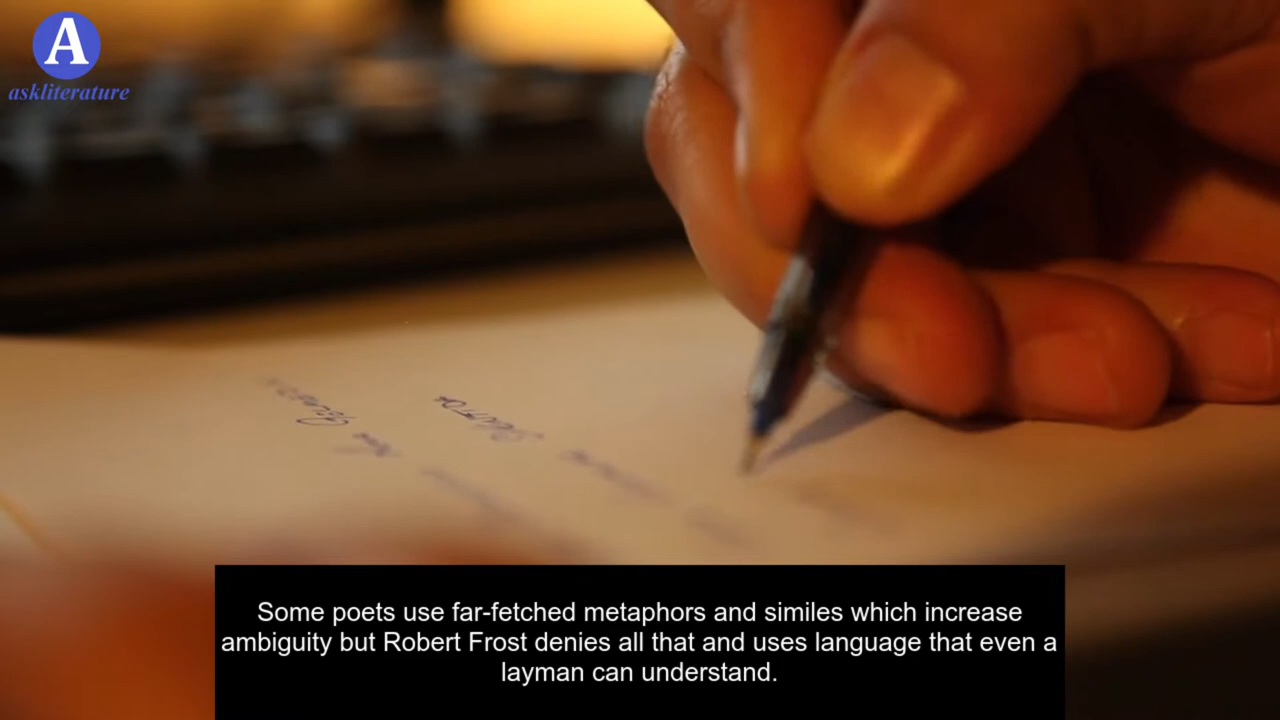 A
askliterature
Some poets use far-fetched metaphors and similes which increase
ambiguity but Robert Frost denies all that and uses language that even a
layman can understand.